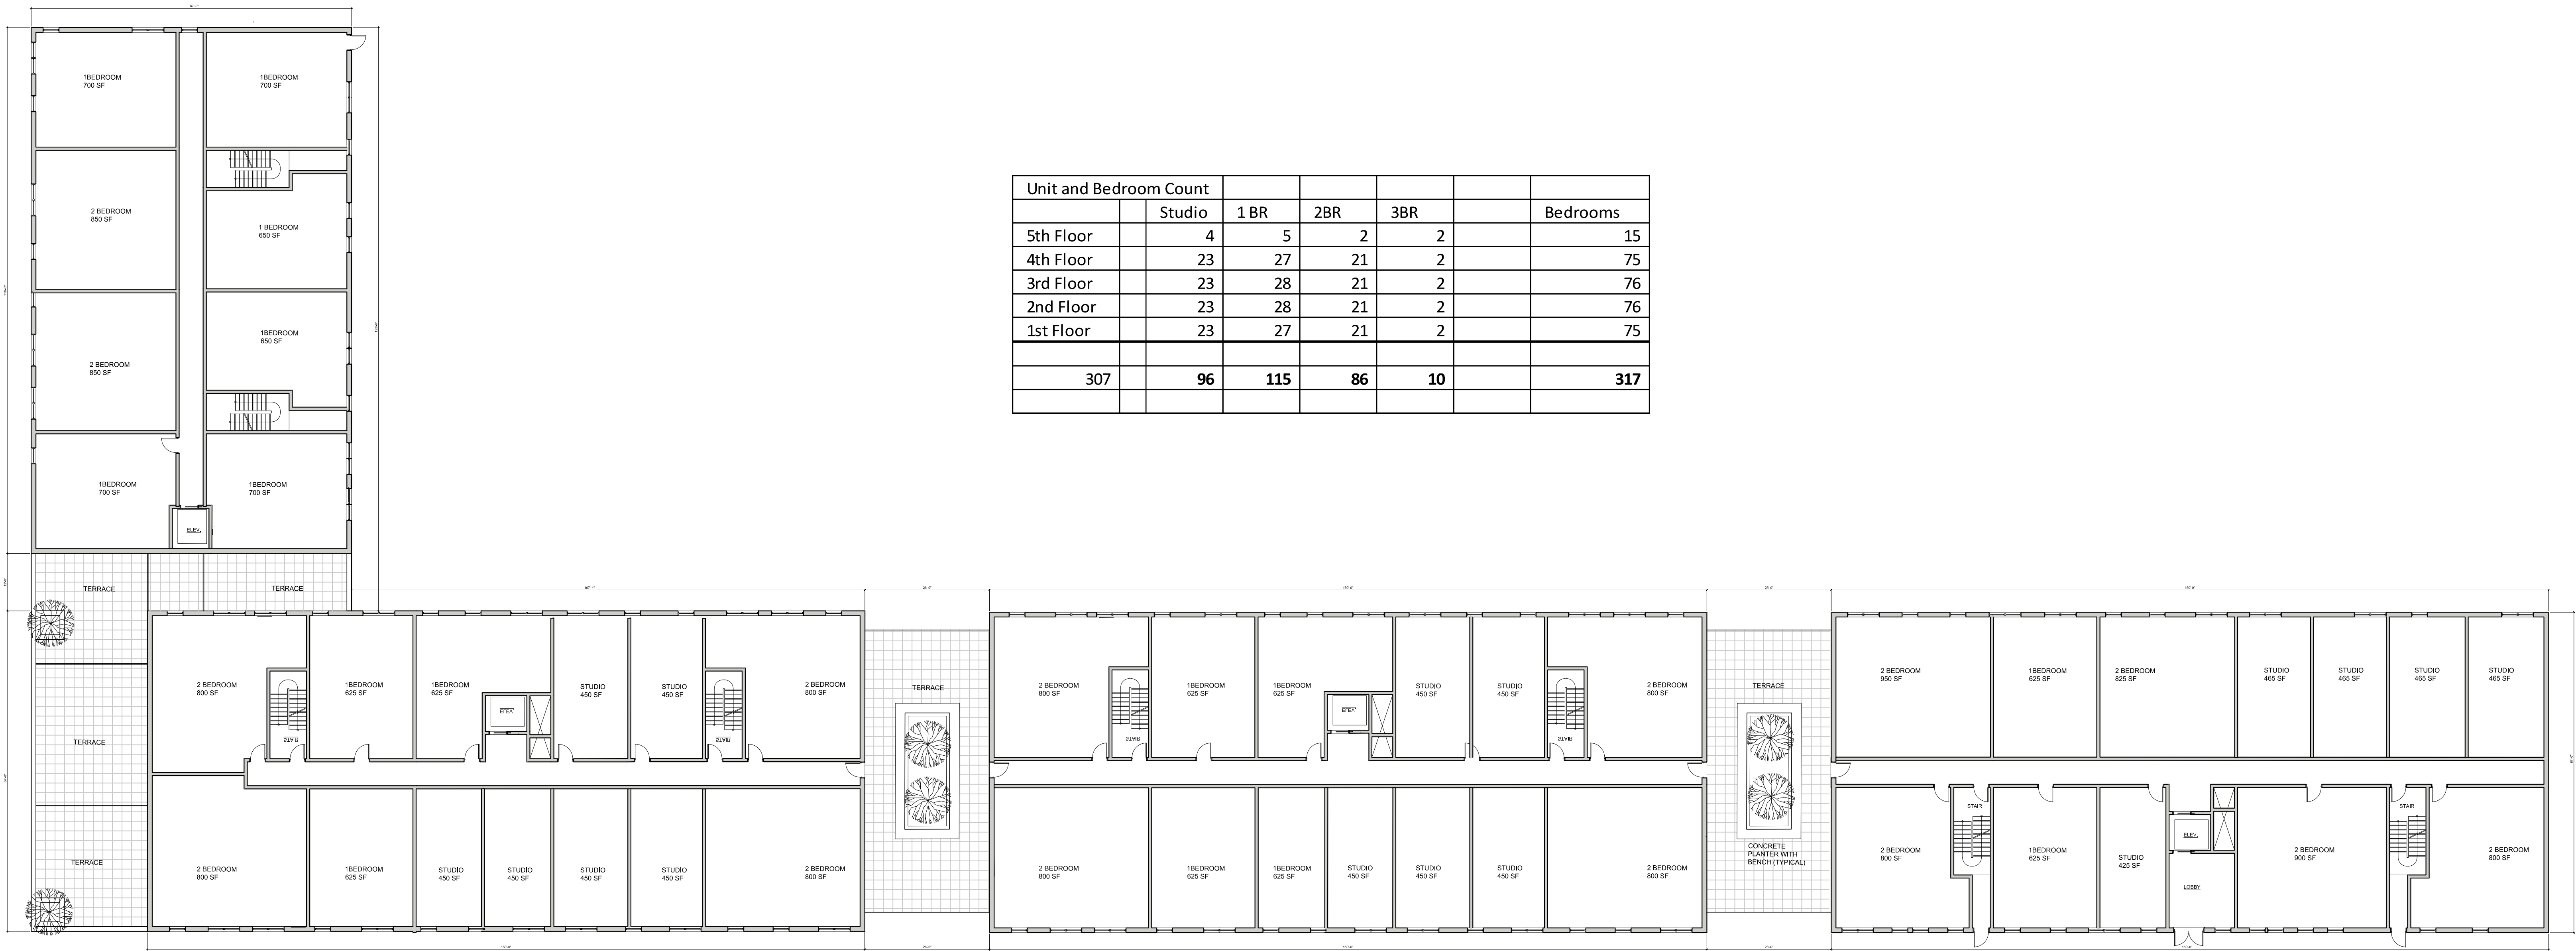 1BEDROOM
700 SF
1BEDROOM
700 SF
2 BEDROOM
850 SF
1 BEDROOM
650 SF
1BEDROOM
650 SF
2 BEDROOM
850 SF
1BEDROOM
700 SF
1BEDROOM
700 SF
ELEV.
Unit and Bedroom Count
Studio 1 BR 2BR 3BR Bedrooms
5th Floor 4 5 2 2 15
4th Floor 23 27 21 2 75
3rd Floor 23 28 21 2 76
2nd Floor 23 28 21 2 76
1st Floor 23 27 21 2 75
307 96 115 86 10 317
TERRACE
TERRACE
TERRACE
TERRACE
2 BEDROOM
800 SF
1BEDROOM
625 SF
1BEDROOM
625 SF
STUDIO
450 SF
STUDIO
450 SF
2 BEDROOM
800 SF
STAIR
ELEV.
STAIR
2 BEDROOM
800 SF
1BEDROOM
625 SF
STUDIO
450 SF
STUDIO
450 SF
STUDIO
450 SF
STUDIO
450 SF
2 BEDROOM
800 SF
TERRACE
2 BEDROOM
800 SF
1BEDROOM
625 SF
1BEDROOM
625 SF
STUDIO
450 SF
STUDIO
450 SF
2 BEDROOM
800 SF
STAIR
ELEV.
STAIR
2 BEDROOM
800 SF
1BEDROOM
625 SF
1BEDROOM
625 SF
STUDIO
450 SF
STUDIO
450 SF
STUDIO
450 SF
2 BEDROOM
800 SF
TERRACE
CONCRETE
PLANTER WITH
BENCH (TYPICAL)
2 BEDROOM
950 SF
1BEDROOM
625 SF
2 BEDROOM
825 SF
STUDIO
465 SF
STUDIO
465 SF
STUDIO
465 SF
STUDIO
465 SF
2 BEDROOM
800 SF
STAIR
1BEDROOM
625 SF
STUDIO
425 SF
ELEV.
LOBBY
2 BEDROOM
900 SF
STAIR
2 BEDROOM
800 SF